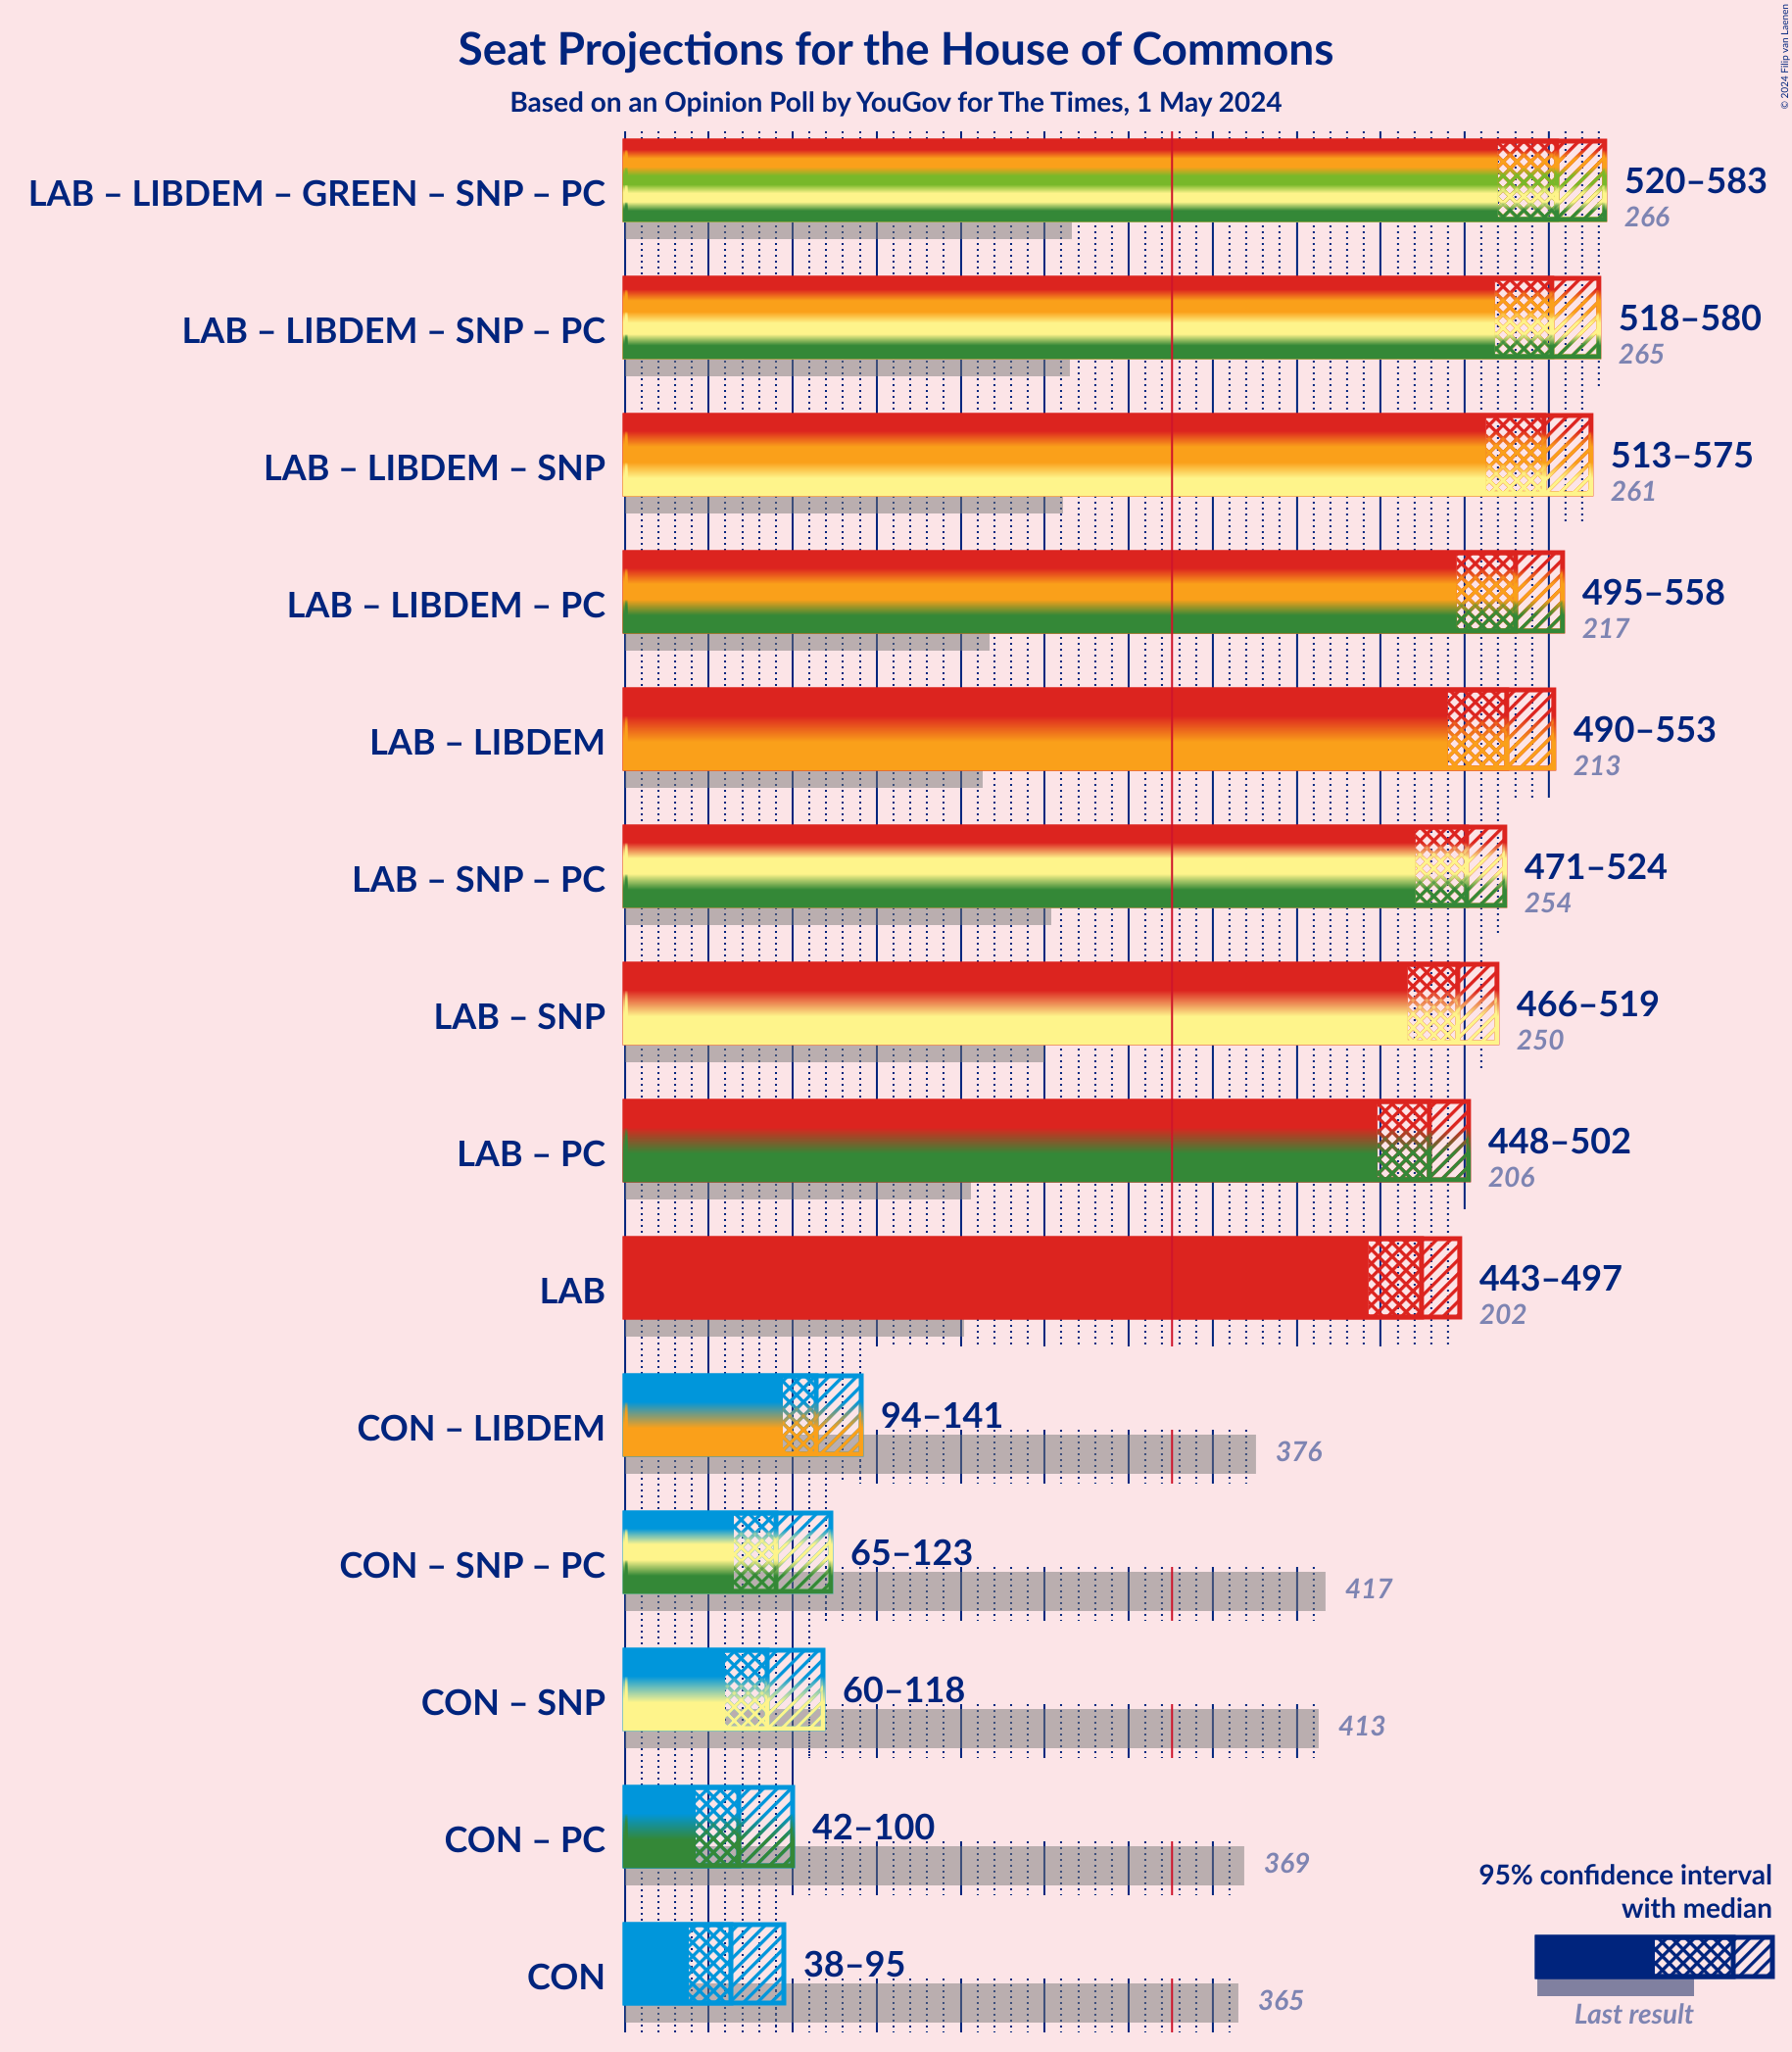 Seat Projections for the House of Commons
Based on an Opinion Poll by YouGov for The Times, 1 May 2024
© 2024 Filip van Laenen
LAB – LIBDEM – GREEN – SNP – PC
520–583
266
LAB – LIBDEM – SNP – PC
518–580
265
LAB – LIBDEM – SNP
513–575
261
LAB – LIBDEM – PC
495–558
217
LAB – LIBDEM
490–553
213
LAB – SNP – PC
471–524
254
LAB – SNP
466–519
250
LAB – PC
448–502
206
LAB
443–497
202
CON – LIBDEM
94–141
376
CON – SNP – PC
65–123
417
CON – SNP
60–118
413
CON – PC
42–100
369
CON
38–95
365
95% confidence interval
with median
Last result